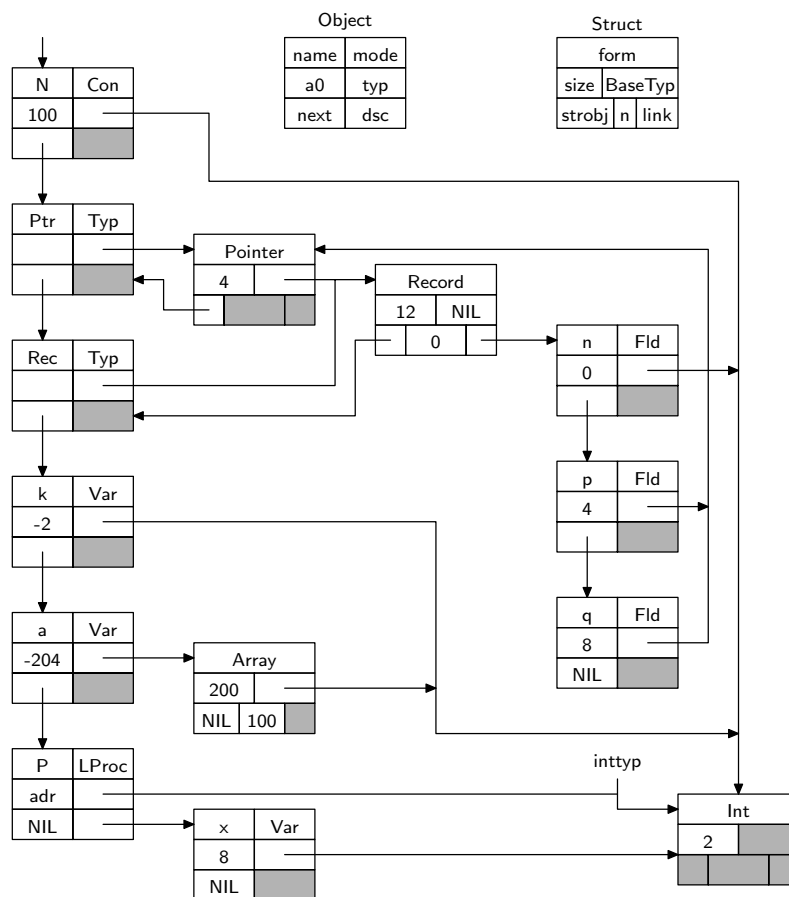 Object
Struct
name mode
a0 typ
next dsc
form
size BaseTyp
strobj n link
N Con
100
Ptr Typ
Pointer
4
Record
12 NIL
0
Rec Typ
n Fld
0
k Var
-2
p Fld
4
q Fld
8
NIL
a Var
-204
Array
200
NIL 100
P LProc
adr
NIL
inttyp
Int
2
x Var
8
NIL